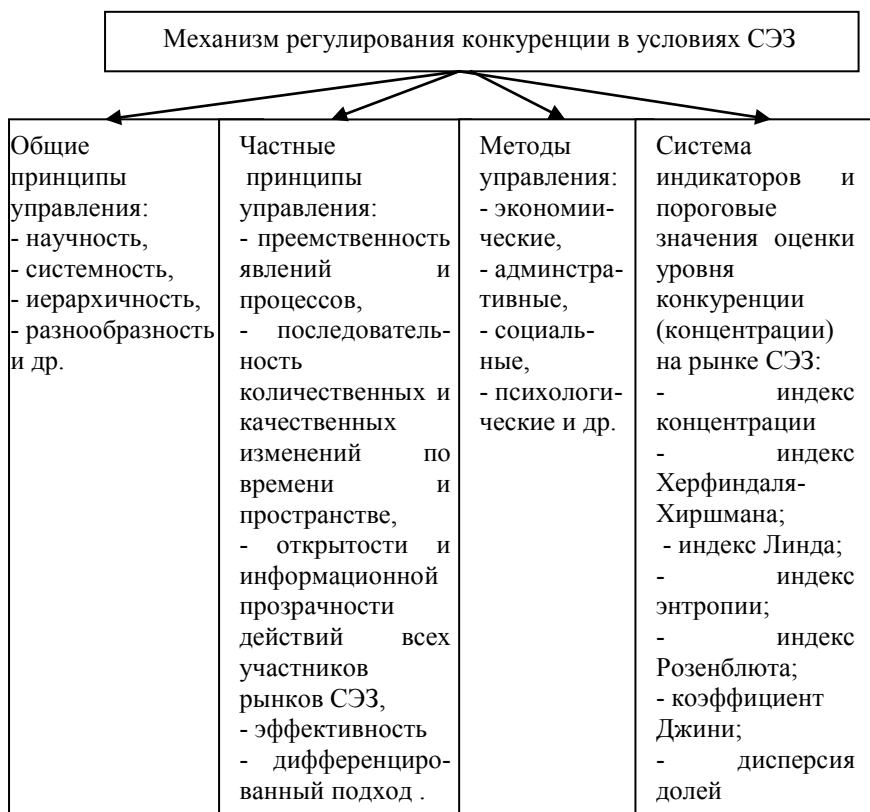 Механизм регулирования конкуренции в условиях СЭЗ
Общие
принципы
управления:
- научность,
- системность,
- иерархичность,
- разнообразность
и др.
Частные
принципы
управления:
- преемственность
явлений и
процессов,
- последователь-
ность
количественных и
качественных
изменений по
времени и
пространстве,
- открытости и
информационной
прозрачности
действий всех
участников
рынков СЭЗ,
- эффективность
- дифференциро-
ванный подход .
Методы
управления:
- экономии-
ческие,
- админстра-
тивные,
- социаль-
ные,
- психологи-
ческие и др.
Система
индикаторов и
пороговые
значения оценки
уровня
конкуренции
(концентрации)
на рынке СЭЗ:
- индекс
концентрации
- индекс
Херфиндаля-
Хиршмана;
- индекс Линда;
- индекс
энтропии;
- индекс
Розенблюта;
- коэффициент
Джини;
- дисперсия
долей